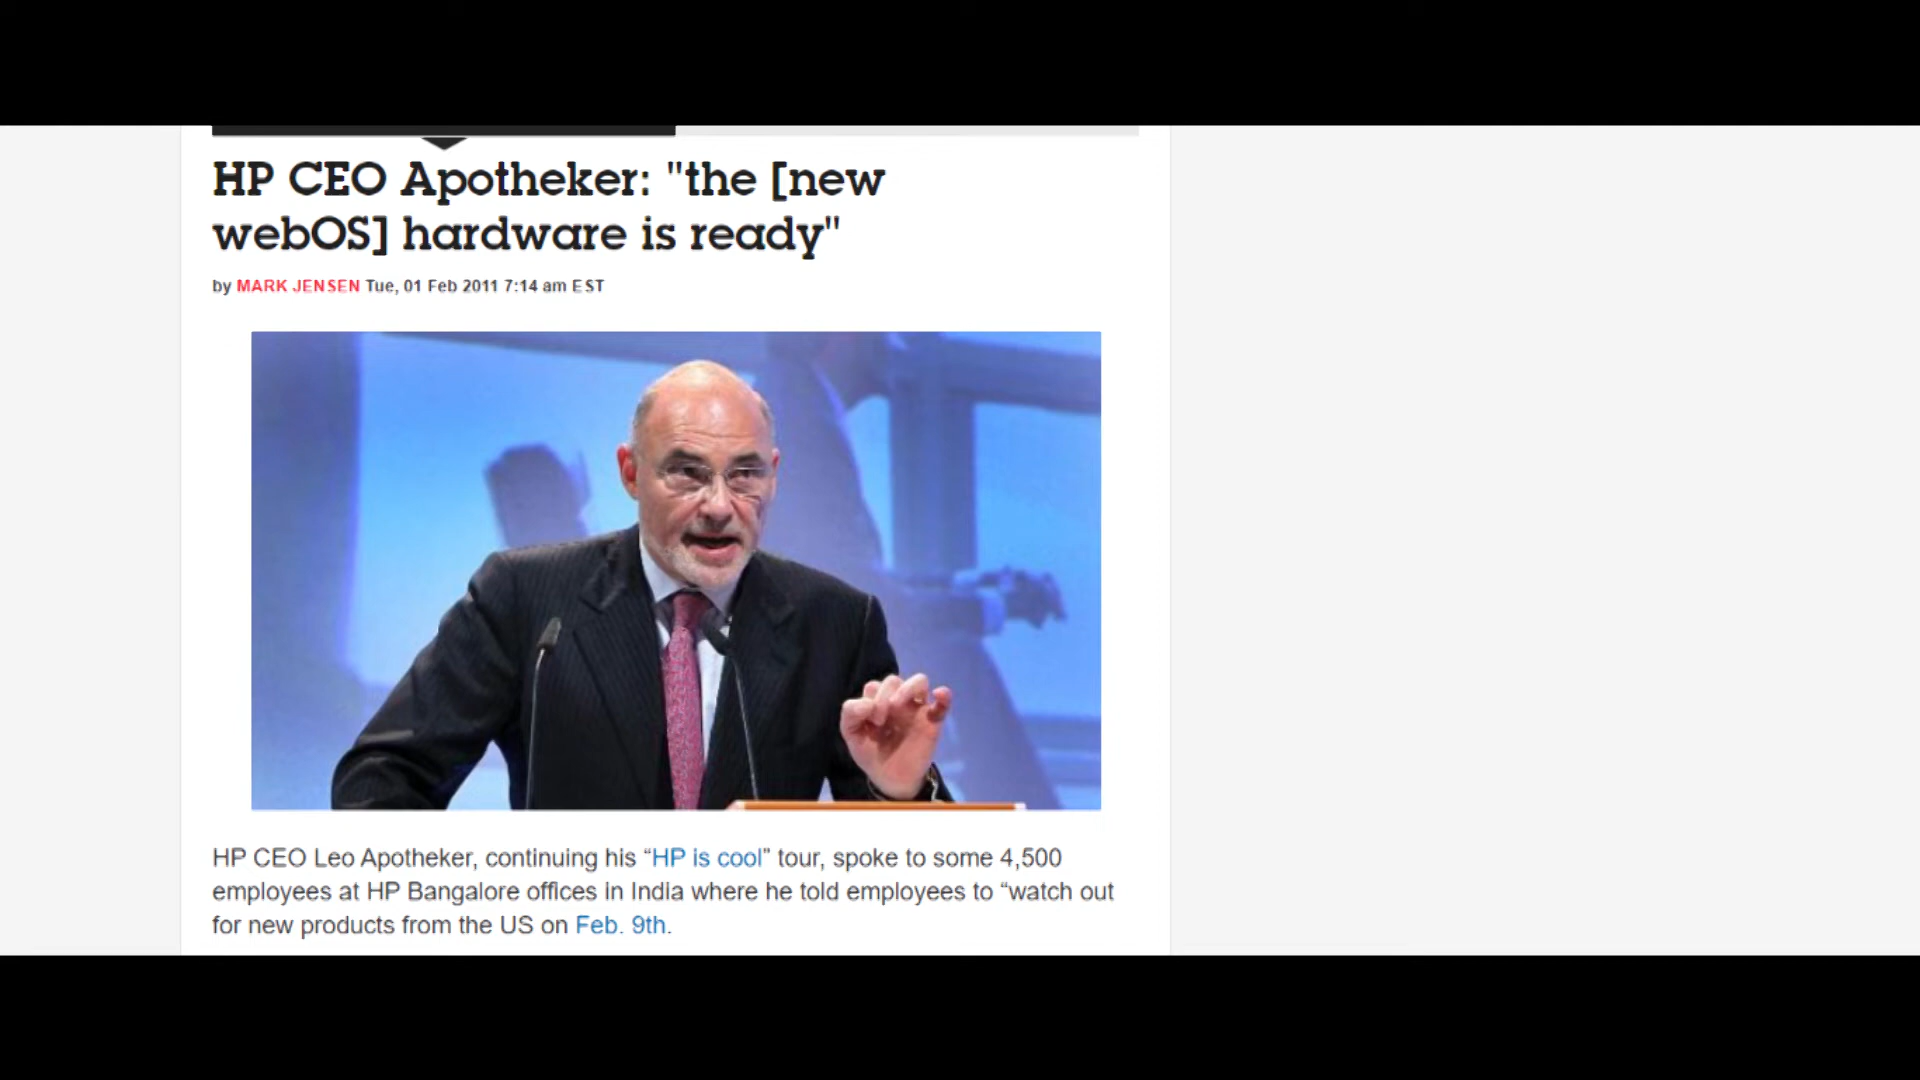 HP CEO Apotheker: "the [new
webOS] hardware is ready"
by MARK JENSEN Tue, 01 Feb 2011 7:14 am EST
HP CEO Leo Apotheker, continuing his “HP is cool” tour, spoke to some 4,500
employees at HP Bangalore offices in India where he told employees to “watch out
for new products from the US on Feb. 9th.